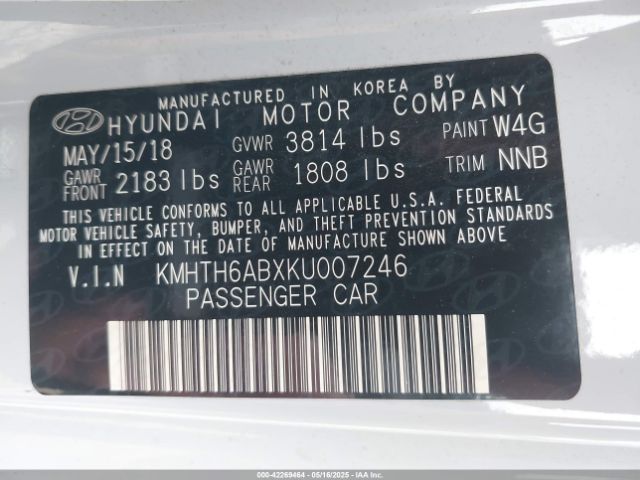 MANUFACTURED IN KOREA BY
HYUNDAI MOTOR COMPANY
MAY/15/18 GVWR 3814 lbs PAINT W4G
GAWR FRONT 2183 lbs GAWR REAR 1808 lbs TRIM NNB
THIS VEHICLE CONFORMS TO ALL APPLICABLE U.S.A. FEDERAL
MOTOR VEHICLE SAFETY, BUMPER, AND THEFT PREVENTION STANDARDS
IN EFFECT ON THE DATE OF MANUFACTURE SHOWN ABOVE
V.I.N KMHTH6ABXKU007246
PASSENGER CAR
000-42269464 - 05/16/2025 - IAAI.com